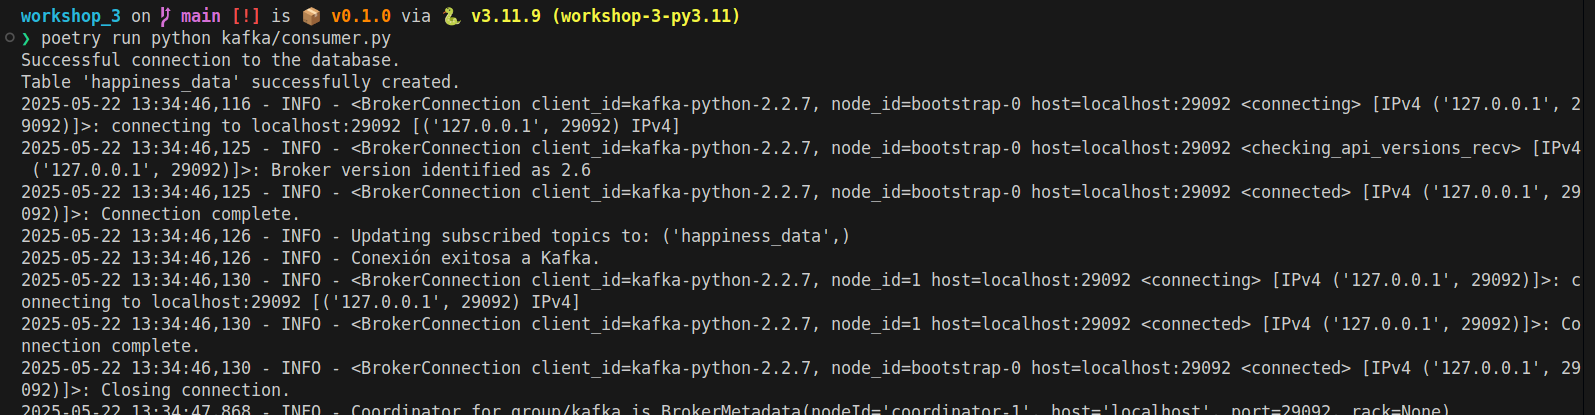 workshop_3 on main [!] is 📦 v0.1.0 via 🐍 v3.11.9 (workshop-3-py3.11)
❯ poetry run python kafka/consumer.py
Successful connection to the database.
Table 'happiness_data' successfully created.
2025-05-22 13:34:46,116 - INFO - <BrokerConnection client_id=kafka-python-2.2.7, node_id=bootstrap-0 host=localhost:29092 <connecting> [IPv4 ('127.0.0.1', 2
9092)]>: connecting to localhost:29092 [('127.0.0.1', 29092) IPv4]
2025-05-22 13:34:46,125 - INFO - <BrokerConnection client_id=kafka-python-2.2.7, node_id=bootstrap-0 host=localhost:29092 <checking_api_versions_recv> [IPv4
('127.0.0.1', 29092)]>: Broker version identified as 2.6
2025-05-22 13:34:46,125 - INFO - <BrokerConnection client_id=kafka-python-2.2.7, node_id=bootstrap-0 host=localhost:29092 <connected> [IPv4 ('127.0.0.1', 29
092)]>: Connection complete.
2025-05-22 13:34:46,126 - INFO - Updating subscribed topics to: ('happiness_data',)
2025-05-22 13:34:46,126 - INFO - Conexión exitosa a Kafka.
2025-05-22 13:34:46,130 - INFO - <BrokerConnection client_id=kafka-python-2.2.7, node_id=1 host=localhost:29092 <connecting> [IPv4 ('127.0.0.1', 29092)]>: c
onnecting to localhost:29092 [('127.0.0.1', 29092) IPv4]
2025-05-22 13:34:46,130 - INFO - <BrokerConnection client_id=kafka-python-2.2.7, node_id=1 host=localhost:29092 <connected> [IPv4 ('127.0.0.1', 29092)]>: Co
nnection complete.
2025-05-22 13:34:46,130 - INFO - <BrokerConnection client_id=kafka-python-2.2.7, node_id=bootstrap-0 host=localhost:29092 <connected> [IPv4 ('127.0.0.1', 29
092)]>: Closing connection.
2025-05-22 13:34:47,868 - INFO - Coordinator for group/kafka is BrokerMetadata(nodeId='coordinator-1', host='localhost', port=29092, rack=None)